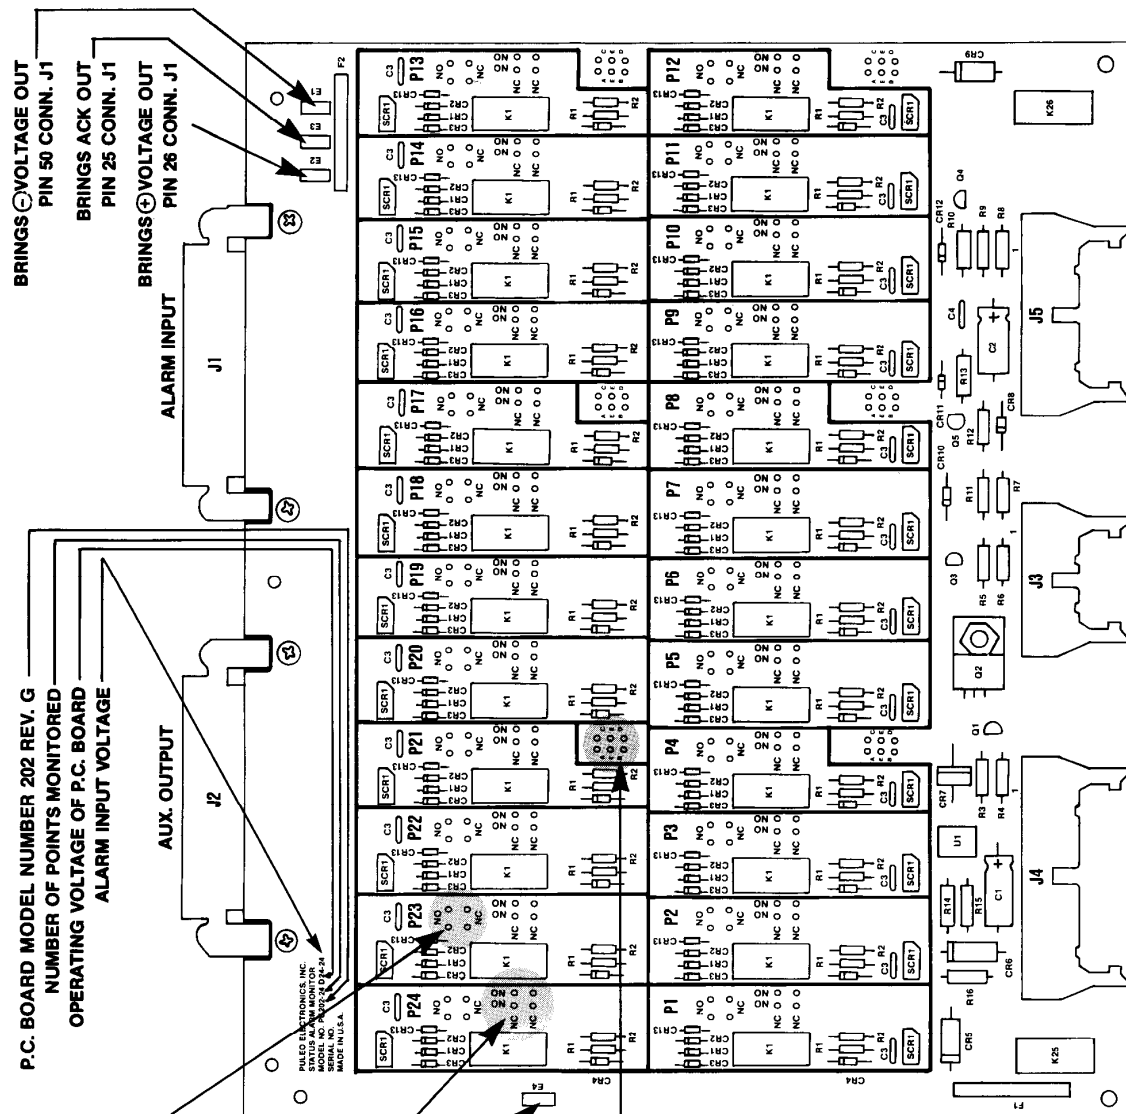 BRINGS⊖VOLTAGE OUT
PIN 50 CONN. J1
BRINGS ACK OUT
PIN 25 CONN. J1
BRINGS⊕VOLTAGE OUT
PIN 26 CONN. J1
ALARM INPUT
J1
P.C. BOARD MODEL NUMBER 202 REV. G
NUMBER OF POINTS MONITORED
OPERATING VOLTAGE OF P.C. BOARD
ALARM INPUT VOLTAGE
AUX. OUTPUT
J2
PULEO ELECTRONICS, INC.
STATUS ALARM MONITOR
MODEL NO.
SERIAL NO.
MADE IN U.S.A.
E1
E3
E2
F2
E4
P13
P14
P15
P16
P17
P18
P19
P20
P21
P22
P23
P24
P12
P11
P10
P9
P8
P7
P6
P5
P4
P3
P2
P1
C3
CR13
SCR1
CR2
CR1
CR3
K1
NO
NC
R1
R2
A
B
C
D
E
CR4
CR4
CR9
K26
Q4
CR12
R10
R9
R8
1
J5
C4
C2
+
R13
CR11
Q5
R12
CR8
CR10
R11
R7
1
Q3
R5
R6
J3
Q2
Q1
CR7
R3
R4
1
U1
C1
+
R14
R15
J4
CR6
R16
CR5
K25
F1